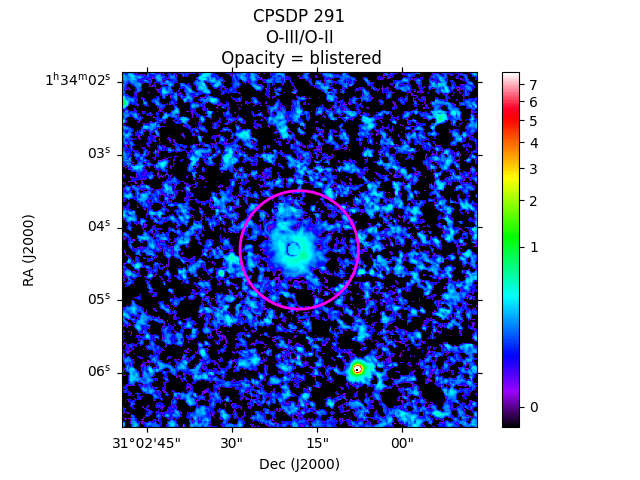 CPSDP 291
O-III/O-II
Opacity = blistered
1ʰ34ᵐ02ˢ
03ˢ
04ˢ
05ˢ
06ˢ
RA (J2000)
31°02'45"
30"
15"
00"
Dec (J2000)
7
6
5
4
3
2
1
0